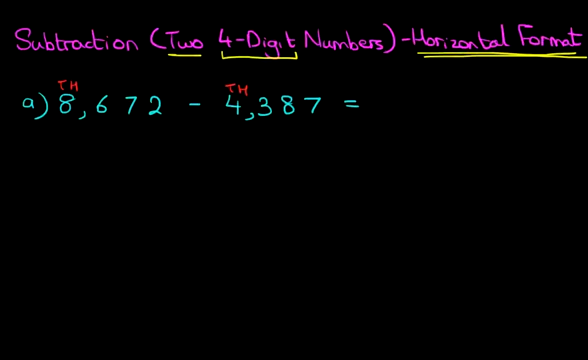 Subtraction (Two 4-Digit Numbers) - Horizontal Format
TH TH
a) 8,672 - 4,387 =